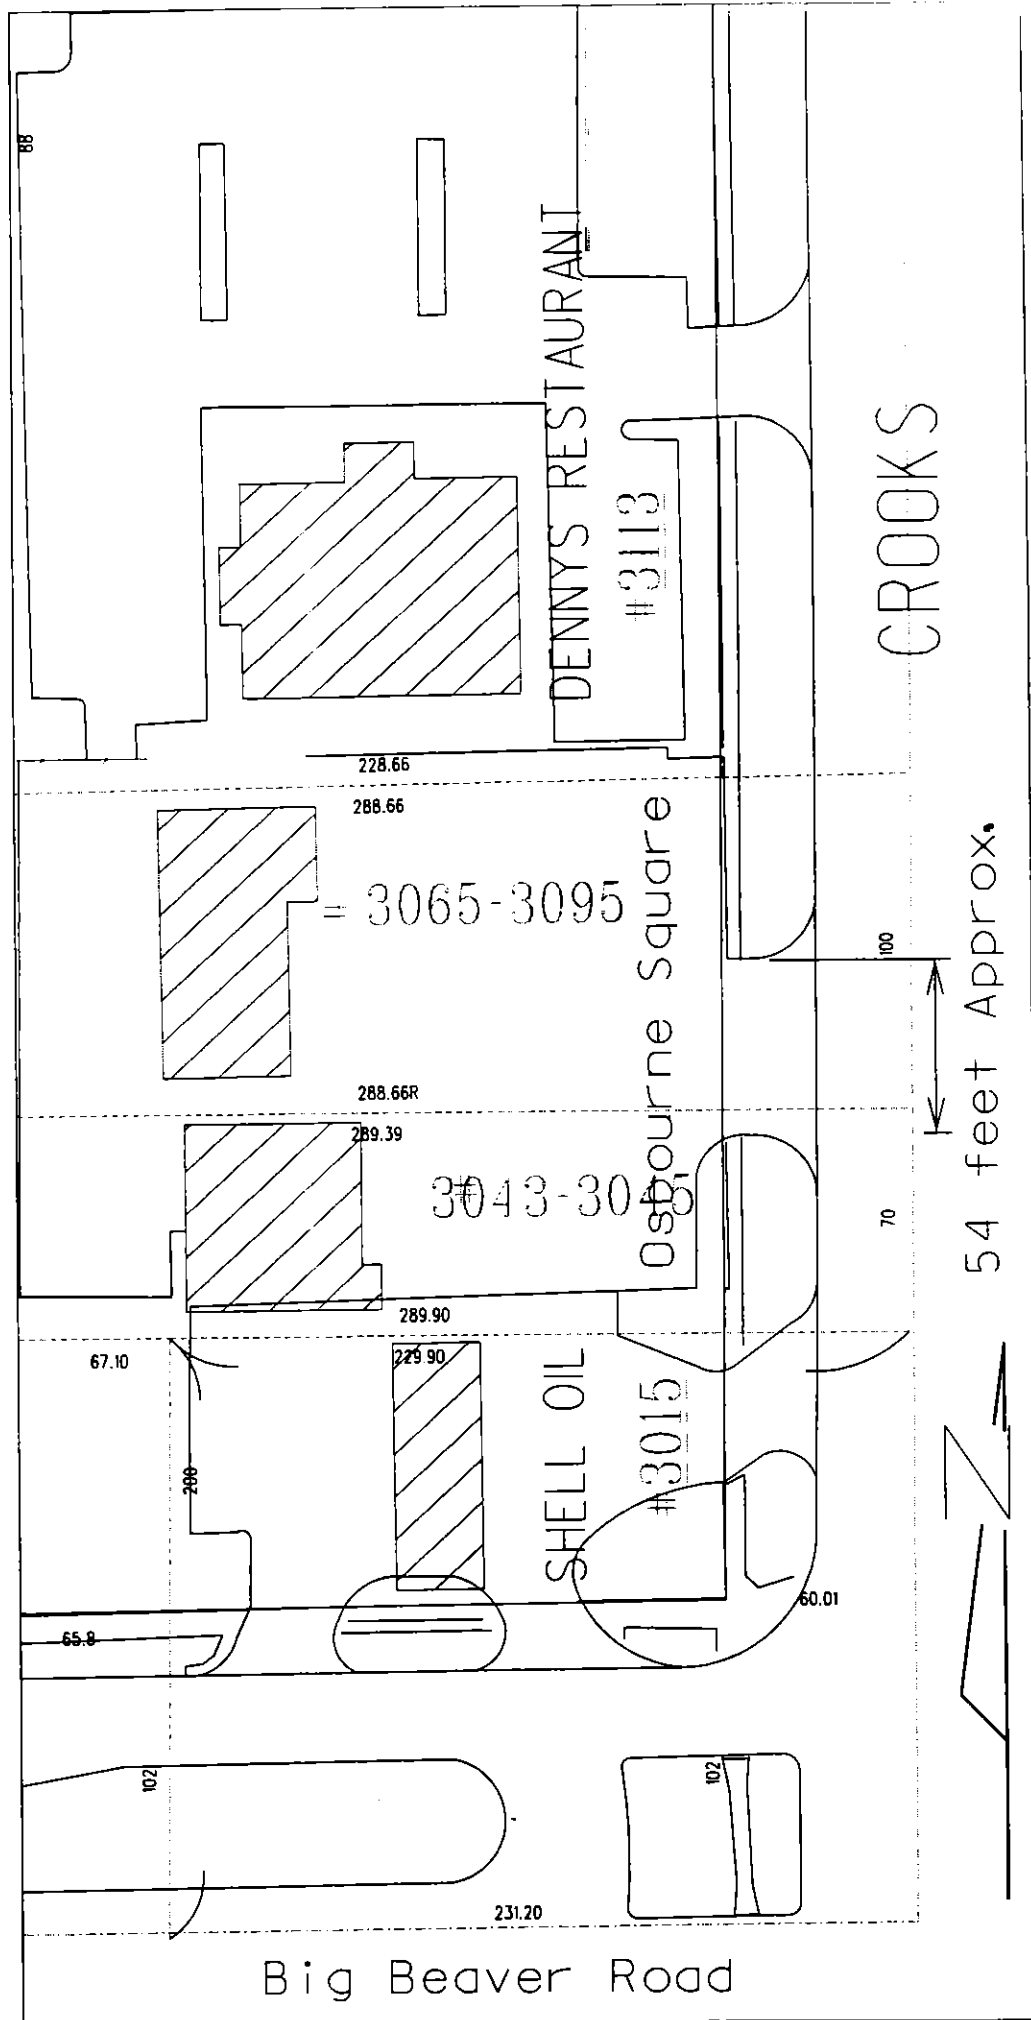 88
DENNYS RESTAURANT
#3113
CROOKS
228.66
288.66
= 3065-3095
Osbourne Square
100
54 feet Approx.
288.66R
289.39
#
3043-3045
70
289.90
67.10
229.90
SHELL OIL
#3015
200
N
60.01
65.8
102
102
231.20
Big Beaver Road